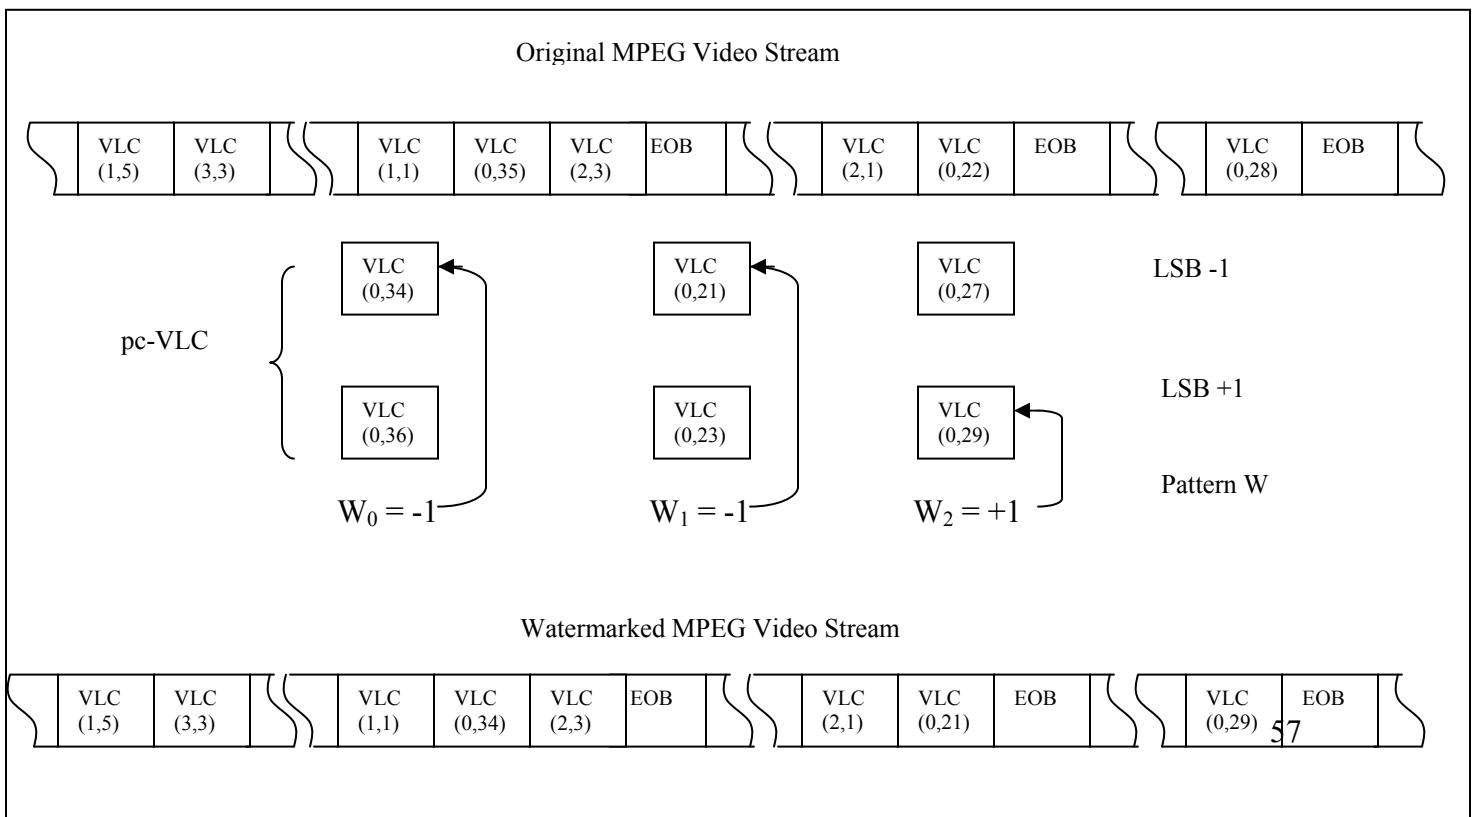 Original MPEG Video Stream
VLC VLC VLC VLC VLC EOB VLC VLC EOB VLC EOB
(1,5) (3,3) (1,1) (0,35) (2,3) (2,1) (0,22) (0,28)
VLC VLC VLC LSB -1
(0,34) (0,21) (0,27)
pc-VLC
VLC VLC VLC LSB +1
(0,36) (0,23) (0,29)
Pattern W
W₀ = -1 W₁ = -1 W₂ = +1
Watermarked MPEG Video Stream
VLC VLC VLC VLC VLC EOB VLC VLC EOB VLC EOB
(1,5) (3,3) (1,1) (0,34) (2,3) (2,1) (0,21) (0,29)
57